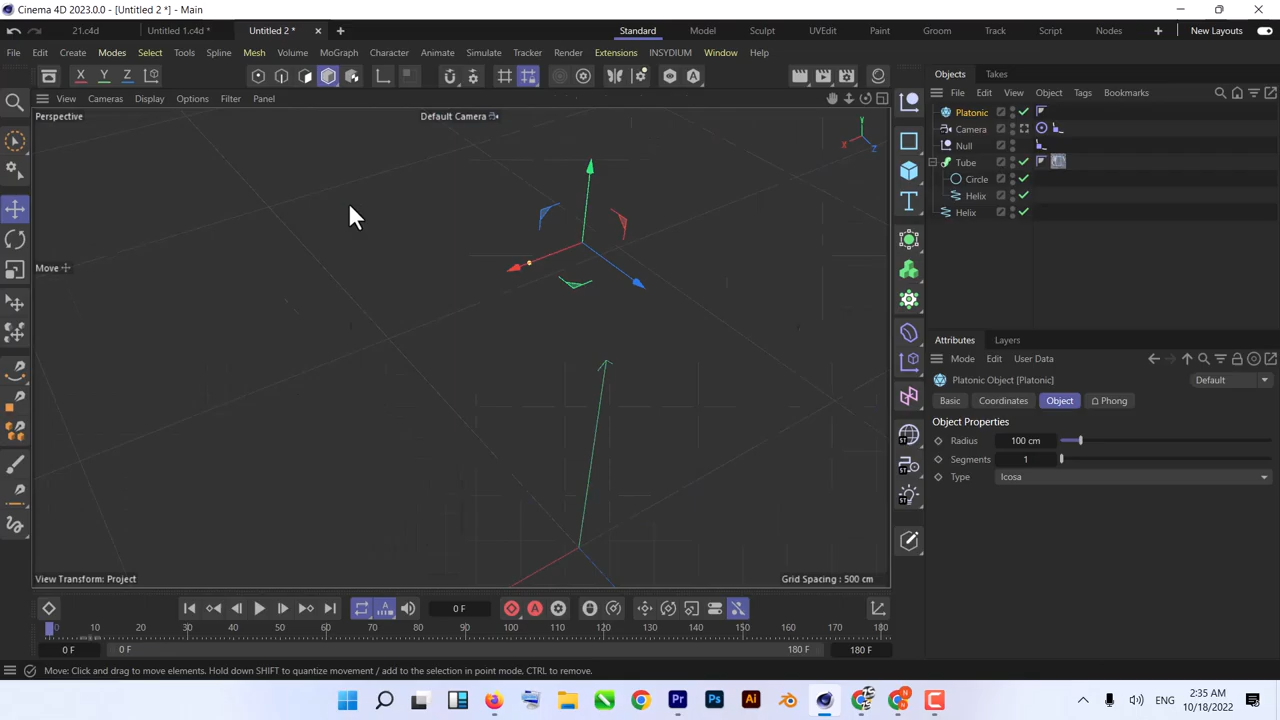 Cinema 4D 2023.0.0 - [Untitled 2 *] - Main
21.c4d Untitled 1.c4d * Untitled 2 * Standard Model Sculpt UVEdit Paint Groom Track Script Nodes New Layouts
File Edit Create Modes Select Tools Spline Mesh Volume MoGraph Character Animate Simulate Tracker Render Extensions INSYDIUM Window Help
X Y Z
Objects Takes
View Cameras Display Options Filter Panel
File Edit View Object Tags Bookmarks
Perspective Default Camera
Y X Z
Platonic
Camera
Null
Tube
Circle
Helix
Helix
Move
Attributes Layers
Mode Edit User Data
Platonic Object [Platonic] Default
Basic Coordinates Object Phong
Object Properties
Radius 100 cm
Segments 1
Type Icosa
View Transform: Project Grid Spacing : 500 cm
0 F
0 10 20 30 40 50 60 70 80 90 100 110 120 130 140 150 160 170 180
0 F 0 F 180 F 180 F
Move: Click and drag to move elements. Hold down SHIFT to quantize movement / add to the selection in point mode, CTRL to remove.
ENG 2:35 AM
10/18/2022